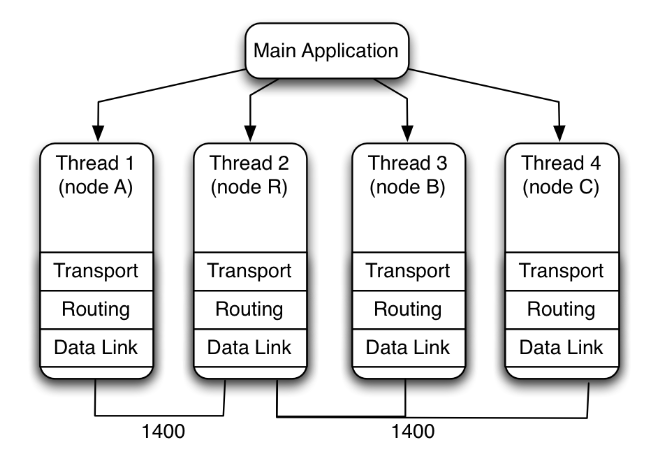 Main Application
Thread 1
(node A)
Transport
Routing
Data Link
Thread 2
(node R)
Transport
Routing
Data Link
Thread 3
(node B)
Transport
Routing
Data Link
Thread 4
(node C)
Transport
Routing
Data Link
1400
1400